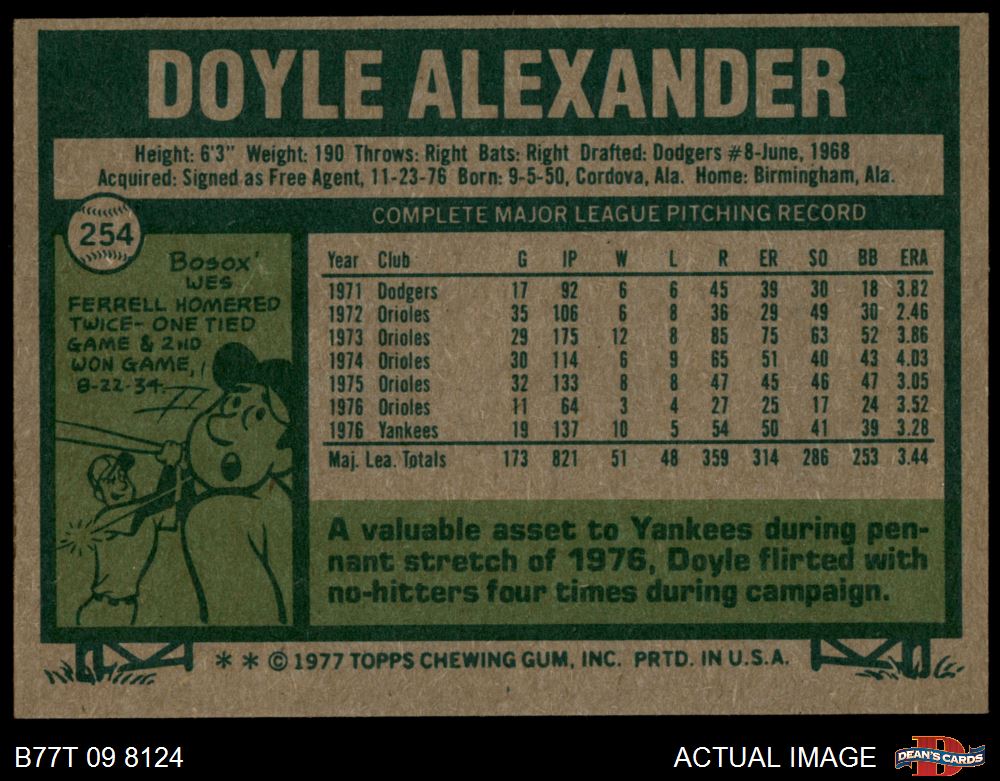 DOYLE ALEXANDER
Height: 6'3" Weight: 190 Throws: Right Bats: Right Drafted: Dodgers #8-June, 1968
Acquired: Signed as Free Agent, 11-23-76 Born: 9-5-50, Cordova, Ala. Home: Birmingham, Ala.
254
COMPLETE MAJOR LEAGUE PITCHING RECORD
BOSOX'
WES
FERRELL HOMERED
TWICE- ONE TIED
GAME & 2ND
WON GAME,
8-22-34.
Year Club G IP W L R ER SO BB ERA
1971 Dodgers 17 92 6 6 45 39 30 18 3.82
1972 Orioles 35 106 6 8 36 29 49 30 2.46
1973 Orioles 29 175 12 8 85 75 63 52 3.86
1974 Orioles 30 114 6 9 65 51 40 43 4.03
1975 Orioles 32 133 8 8 47 45 46 47 3.05
1976 Orioles 11 64 3 4 27 25 17 24 3.52
1976 Yankees 19 137 10 5 54 50 41 39 3.28
Maj. Lea. Totals 173 821 51 48 359 314 286 253 3.44
A valuable asset to Yankees during pen-
nant stretch of 1976, Doyle flirted with
no-hitters four times during campaign.
* * © 1977 TOPPS CHEWING GUM, INC. PRTD. IN U.S.A.
B77T 09 8124
ACTUAL IMAGE
D
DEAN'S CARDS